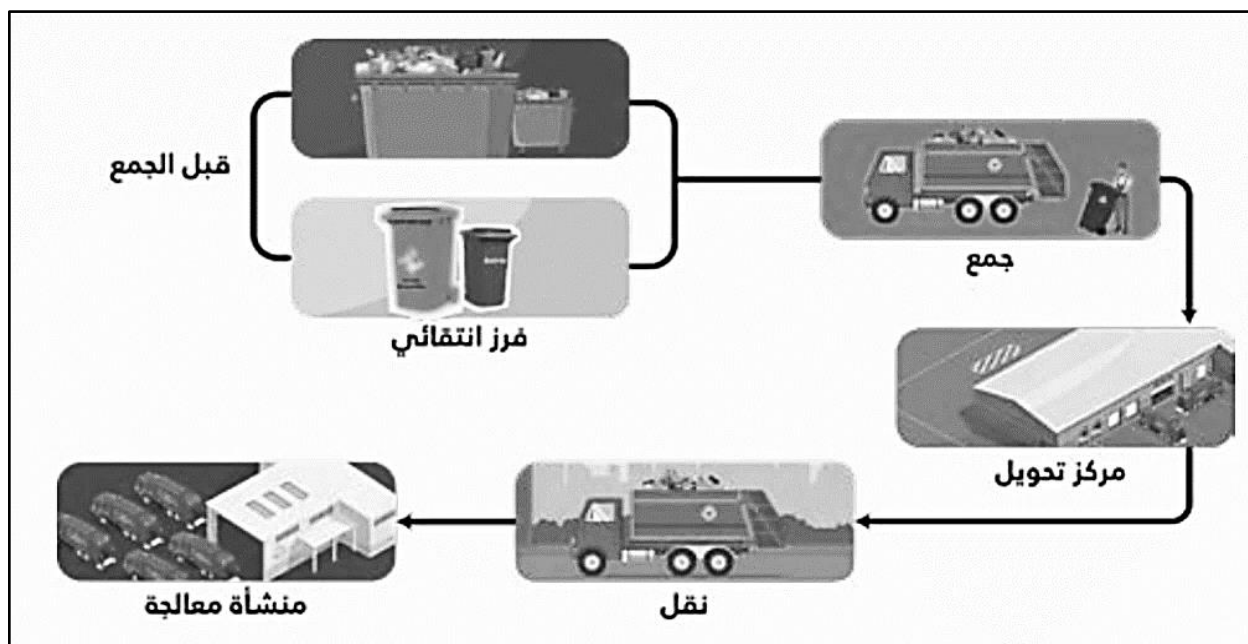 قبل الجمع
فرز انتقائي
جمع
مركز تحويل
نقل
منشأة معالجة